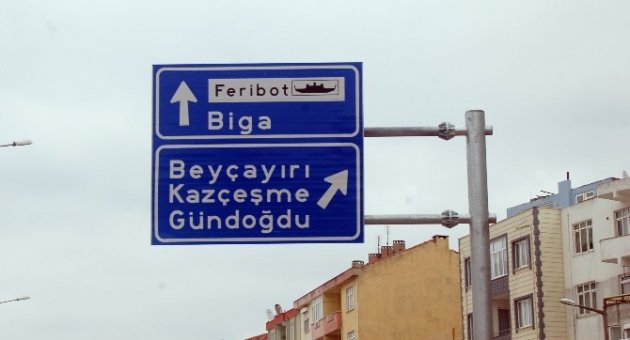 Feribot
Biga
Beyçayırı
Kazçeşme
Gündoğdu